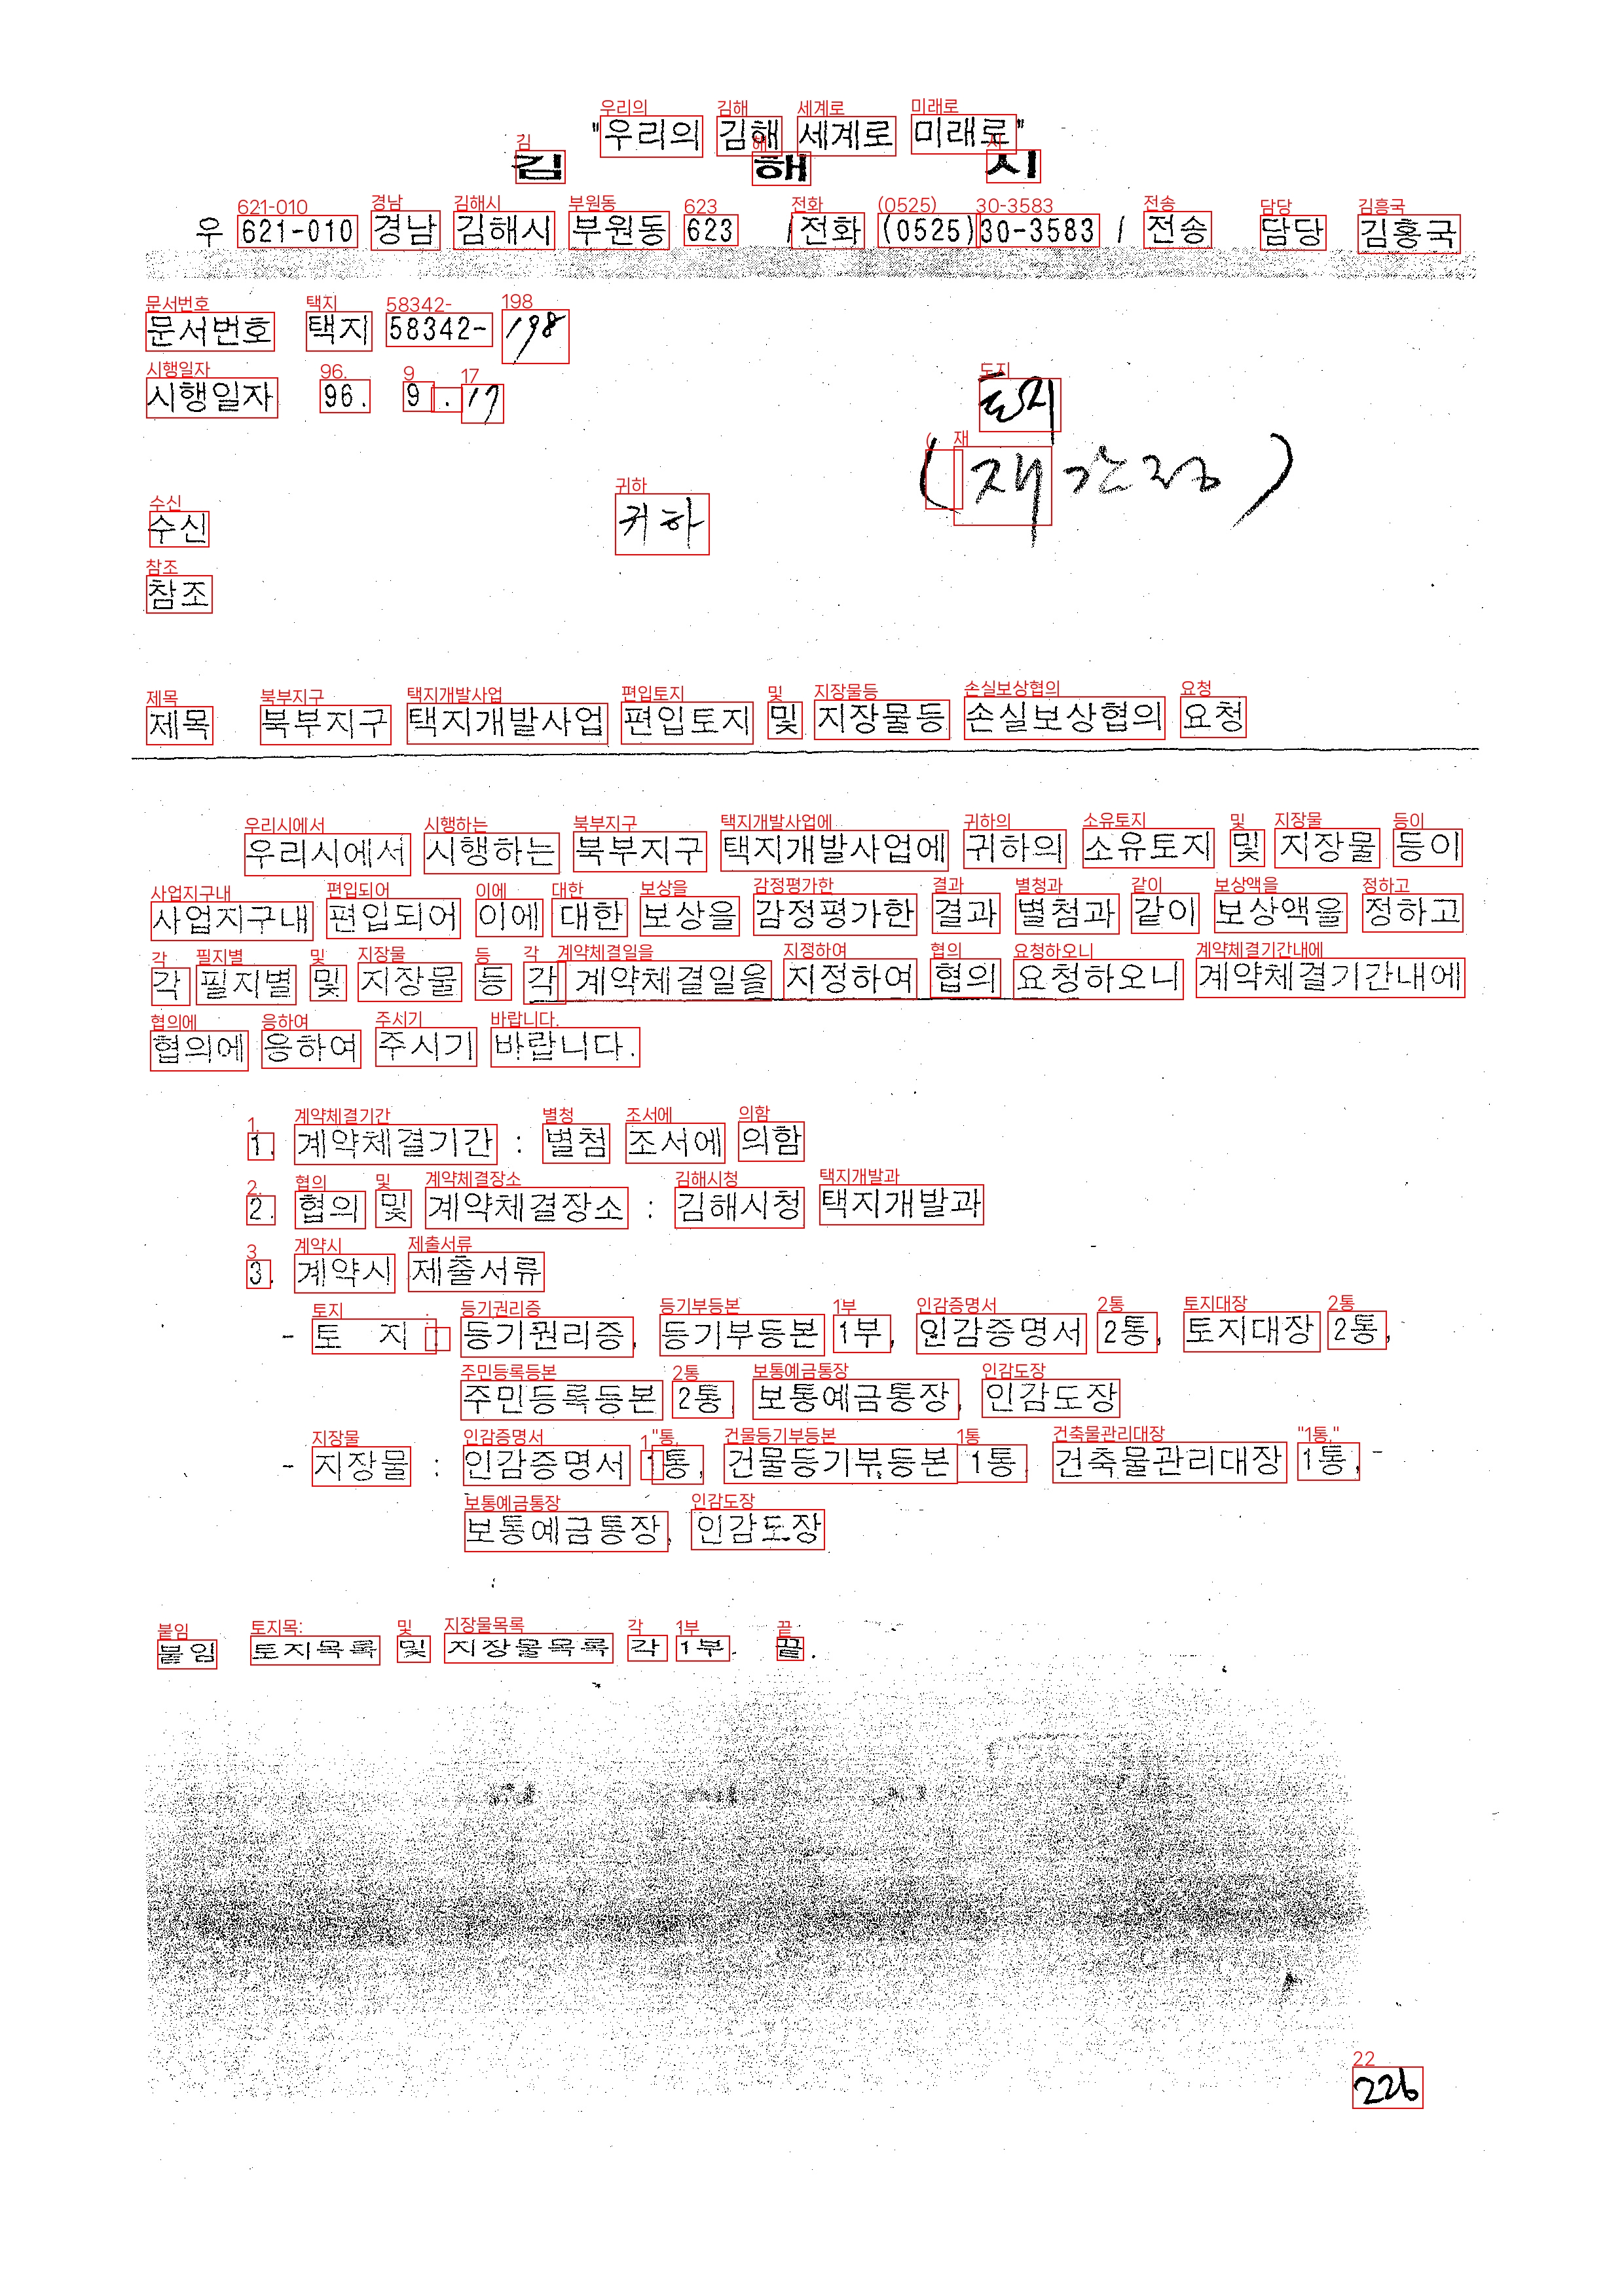 "우리의 김해 세계로 미래로"
김 해 시
우 621-010 경남 김해시 부원동 623 /전화 (0525)30-3583 / 전송 담당 김홍국
문서번호 택지 58342-198
시행일자 96. 9 . 17
토지
(재감정)
수신 귀하
참조
제목 북부지구 택지개발사업 편입토지 및 지장물등 손실보상협의 요청
우리시에서 시행하는 북부지구 택지개발사업에 귀하의 소유토지 및 지장물 등이
사업지구내 편입되어 이에 대한 보상을 감정평가한 결과 별첨과 같이 보상액을 정하고
각 필지별 및 지장물 등 각 계약체결일을 지정하여 협의 요청하오니 계약체결기간내에
협의에 응하여 주시기 바랍니다.
1. 계약체결기간 : 별첨 조서에 의함
2. 협의 및 계약체결장소 : 김해시청 택지개발과
3. 계약시 제출서류
- 토 지 : 등기권리증, 등기부등본 1부, 인감증명서 2통, 토지대장 2통,
주민등록등본 2통, 보통예금통장, 인감도장
- 지장물 : 인감증명서 1통, 건물등기부등본 1통, 건축물관리대장 1통,
보통예금통장, 인감도장
붙임 토지목록 및 지장물목록 각 1부. 끝.
226